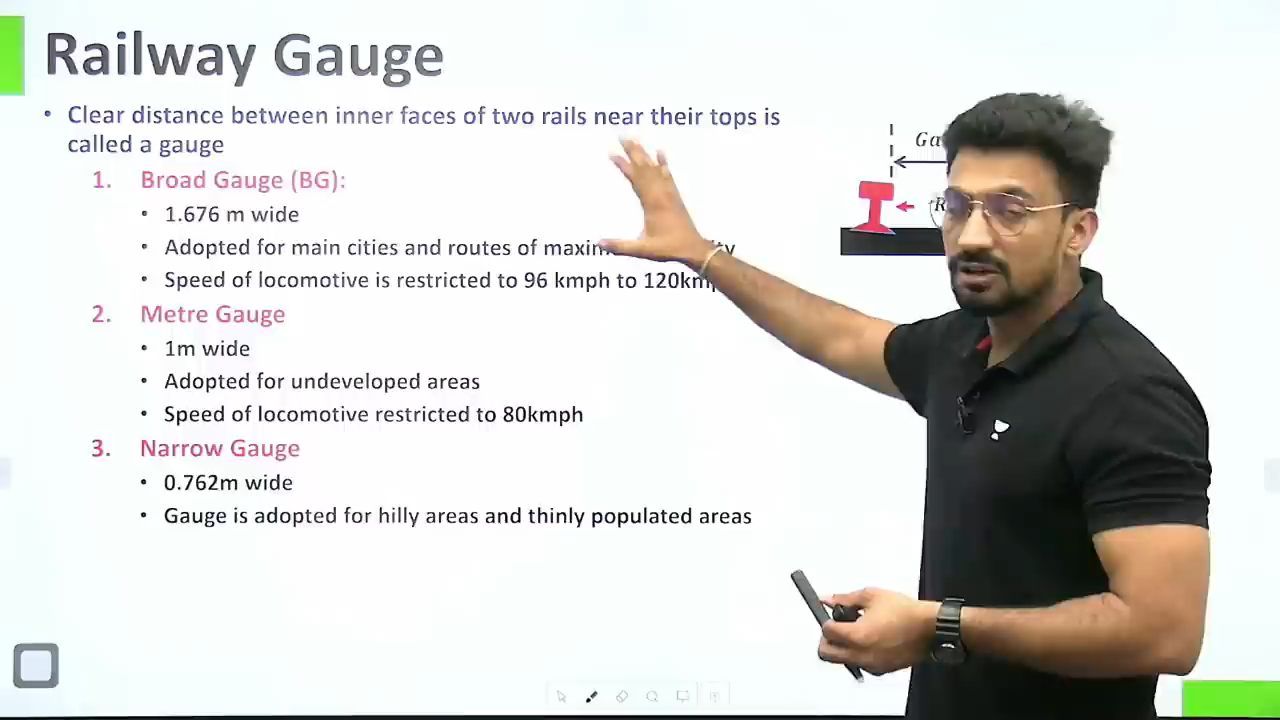 Railway Gauge
• Clear distance between inner faces of two rails near their tops is
called a gauge
1. Broad Gauge (BG):
• 1.676 m wide
• Adopted for main cities and routes of
• Speed of locomotive is restricted to 96 kmph to
2. Metre Gauge
• 1m wide
• Adopted for undeveloped areas
• Speed of locomotive restricted to 80kmph
3. Narrow Gauge
• 0.762m wide
• Gauge is adopted for hilly areas and thinly populated areas